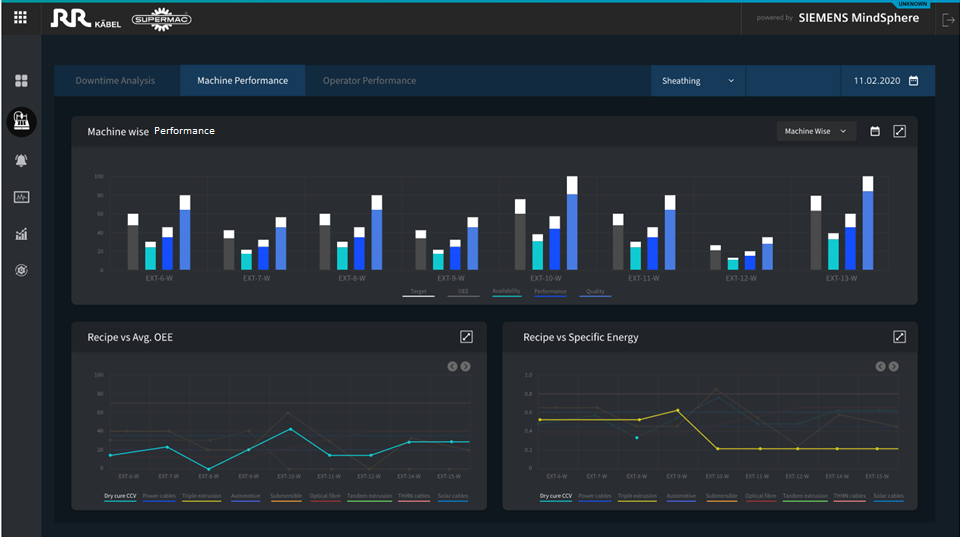 UNKNOWN
RR KÄBEL SUPERMAC
powered by SIEMENS MindSphere
Downtime Analysis Machine Performance Operator Performance Sheathing 11.02.2020
Machine wise Performance Machine Wise
100
80
60
40
20
0
EXT-6-W EXT-7-W EXT-8-W EXT-9-W EXT-10-W EXT-11-W EXT-12-W EXT-13-W
Target OEE Availability Performance Quality
Recipe vs Avg. OEE
100
80
60
40
20
0
EXT-6-W EXT-7-W EXT-8-W EXT-9-W EXT-10-W EXT-11-W EXT-12-W EXT-14-W EXT-15-W
Dry cure CCV Power cables Triple extrusion Automotive Submersible Optical fibre Tandem extrusion THHN cables Solar cables
Recipe vs Specific Energy
1.0
0.8
0.6
0.4
0.2
0
EXT-6-W EXT-7-W EXT-8-W EXT-9-W EXT-10-W EXT-11-W EXT-12-W EXT-14-W EXT-15-W
Dry cure CCV Power cables Triple extrusion Automotive Submersible Optical fibre Tandem extrusion THHN cables Solar cables